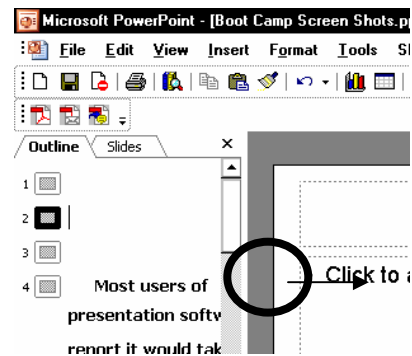 Microsoft PowerPoint - [Boot Camp Screen Shots.p
File Edit View Insert Format Tools Sl
Outline Slides
1
2
3
4 Most users of
presentation softw
report it would tak
Click to a